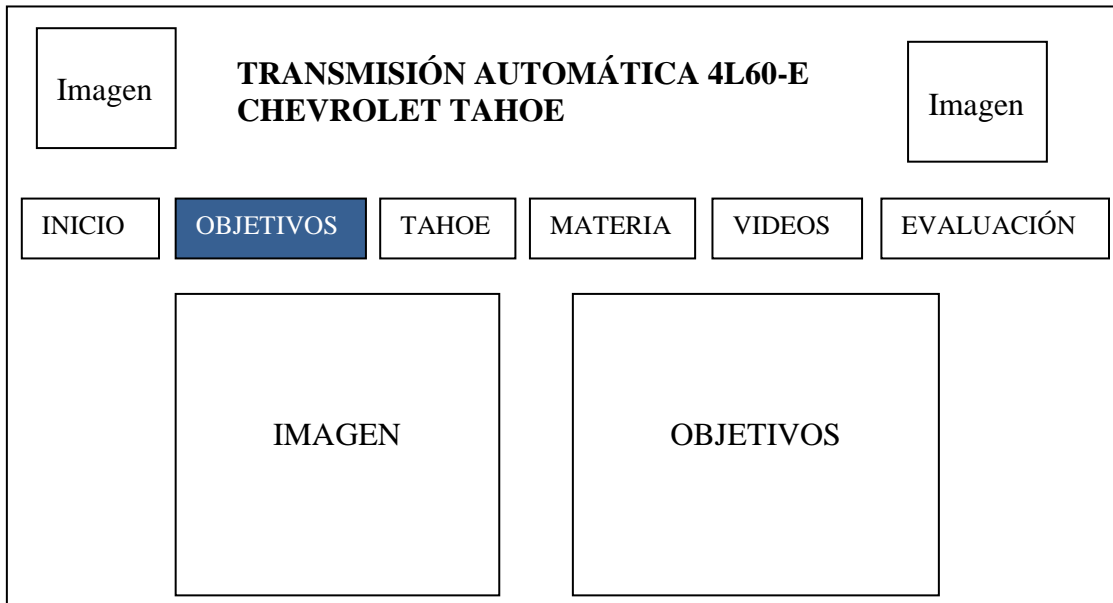 Imagen
TRANSMISIÓN AUTOMÁTICA 4L60-E
CHEVROLET TAHOE
Imagen
INICIO
OBJETIVOS
TAHOE
MATERIA
VIDEOS
EVALUACIÓN
IMAGEN
OBJETIVOS